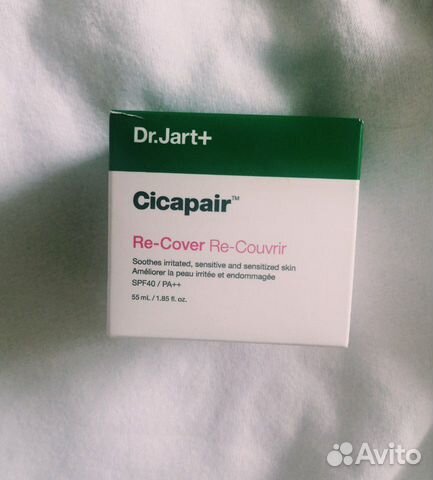 Dr.Jart+
Cicapair™
Re-Cover Re-Couvrir
Soothes irritated, sensitive and sensitized skin
Améliorer la peau irritée et endommagée
SPF40 / PA++
55 mL / 1.85 fl. oz.
Avito